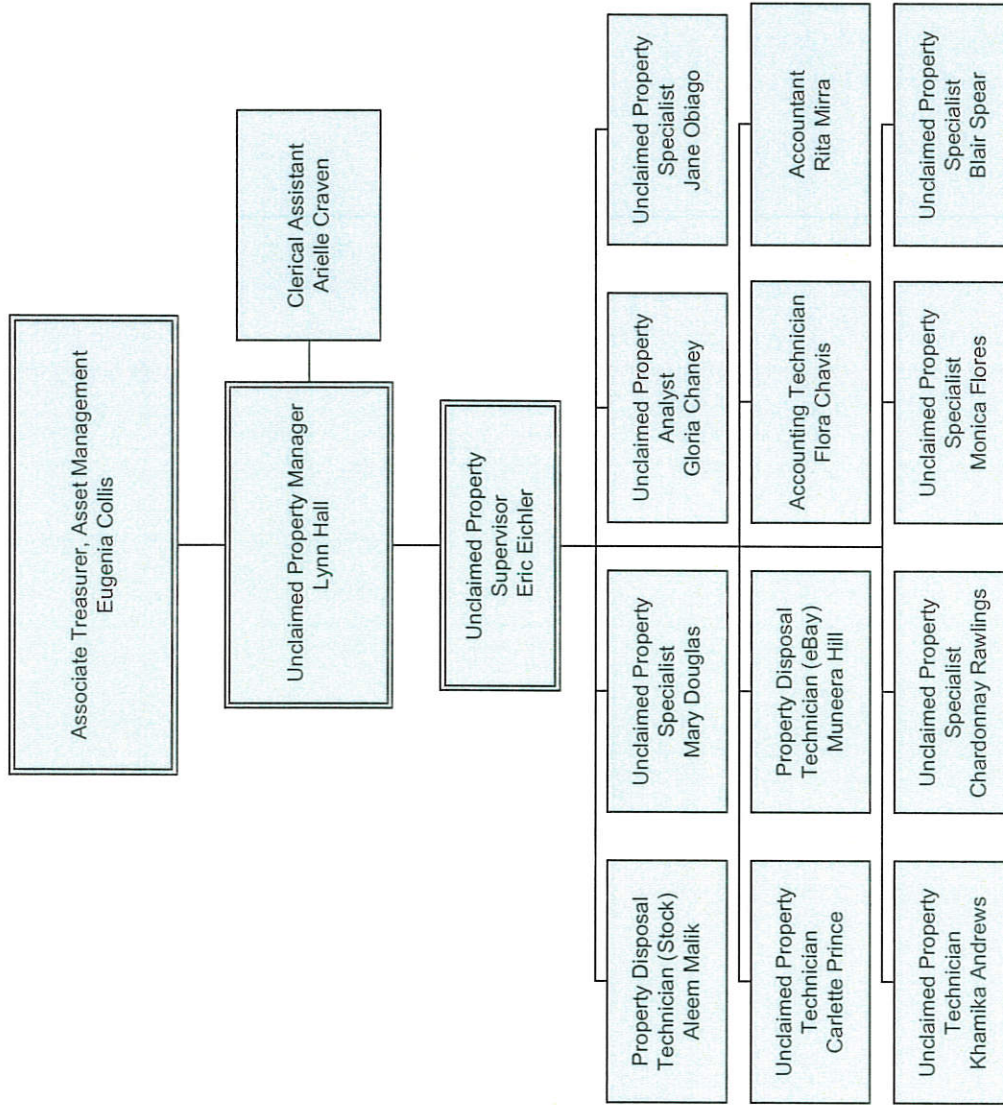 Associate Treasurer, Asset Management
Eugenia Collis
Unclaimed Property Manager
Lynn Hall
Clerical Assistant
Arielle Craven
Unclaimed Property
Supervisor
Eric Eichler
Property Disposal
Technician (Stock)
Aleem Malik
Unclaimed Property
Specialist
Mary Douglas
Unclaimed Property
Analyst
Gloria Chaney
Unclaimed Property
Specialist
Jane Obiago
Unclaimed Property
Technician
Carlette Prince
Property Disposal
Technician (eBay)
Muneera Hill
Accounting Technician
Flora Chavis
Accountant
Rita Mirra
Unclaimed Property
Technician
Khamika Andrews
Unclaimed Property
Specialist
Chardonnay Rawlings
Unclaimed Property
Specialist
Monica Flores
Unclaimed Property
Specialist
Blair Spear